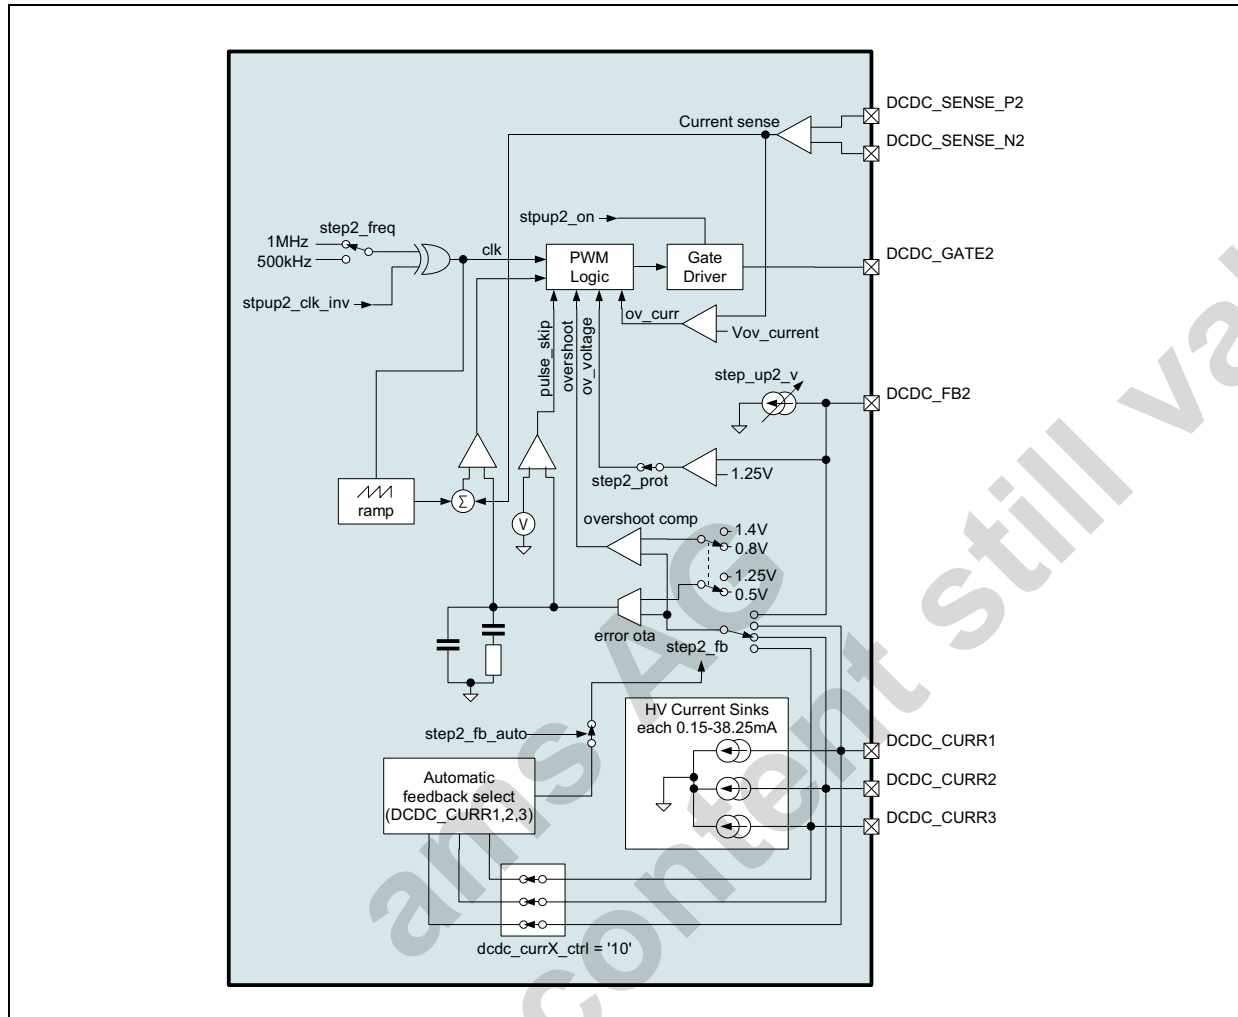 DCDC_SENSE_P2
Current sense
DCDC_SENSE_N2
stpup2_on
step2_freq
1MHz
500kHz
clk
PWM
Logic
Gate
Driver
DCDC_GATE2
stpup2_clk_inv
ov_curr
Vov_current
pulse_skip
overshoot
ov_voltage
step_up2_v
DCDC_FB2
1.25V
step2_prot
ramp
Σ
V
overshoot comp
1.4V
0.8V
1.25V
0.5V
error ota
step2_fb
HV Current Sinks
each 0.15-38.25mA
step2_fb_auto
DCDC_CURR1
Automatic
feedback select
(DCDC_CURR1,2,3)
DCDC_CURR2
DCDC_CURR3
dcdc_currX_ctrl = '10'
ams AG
content still val